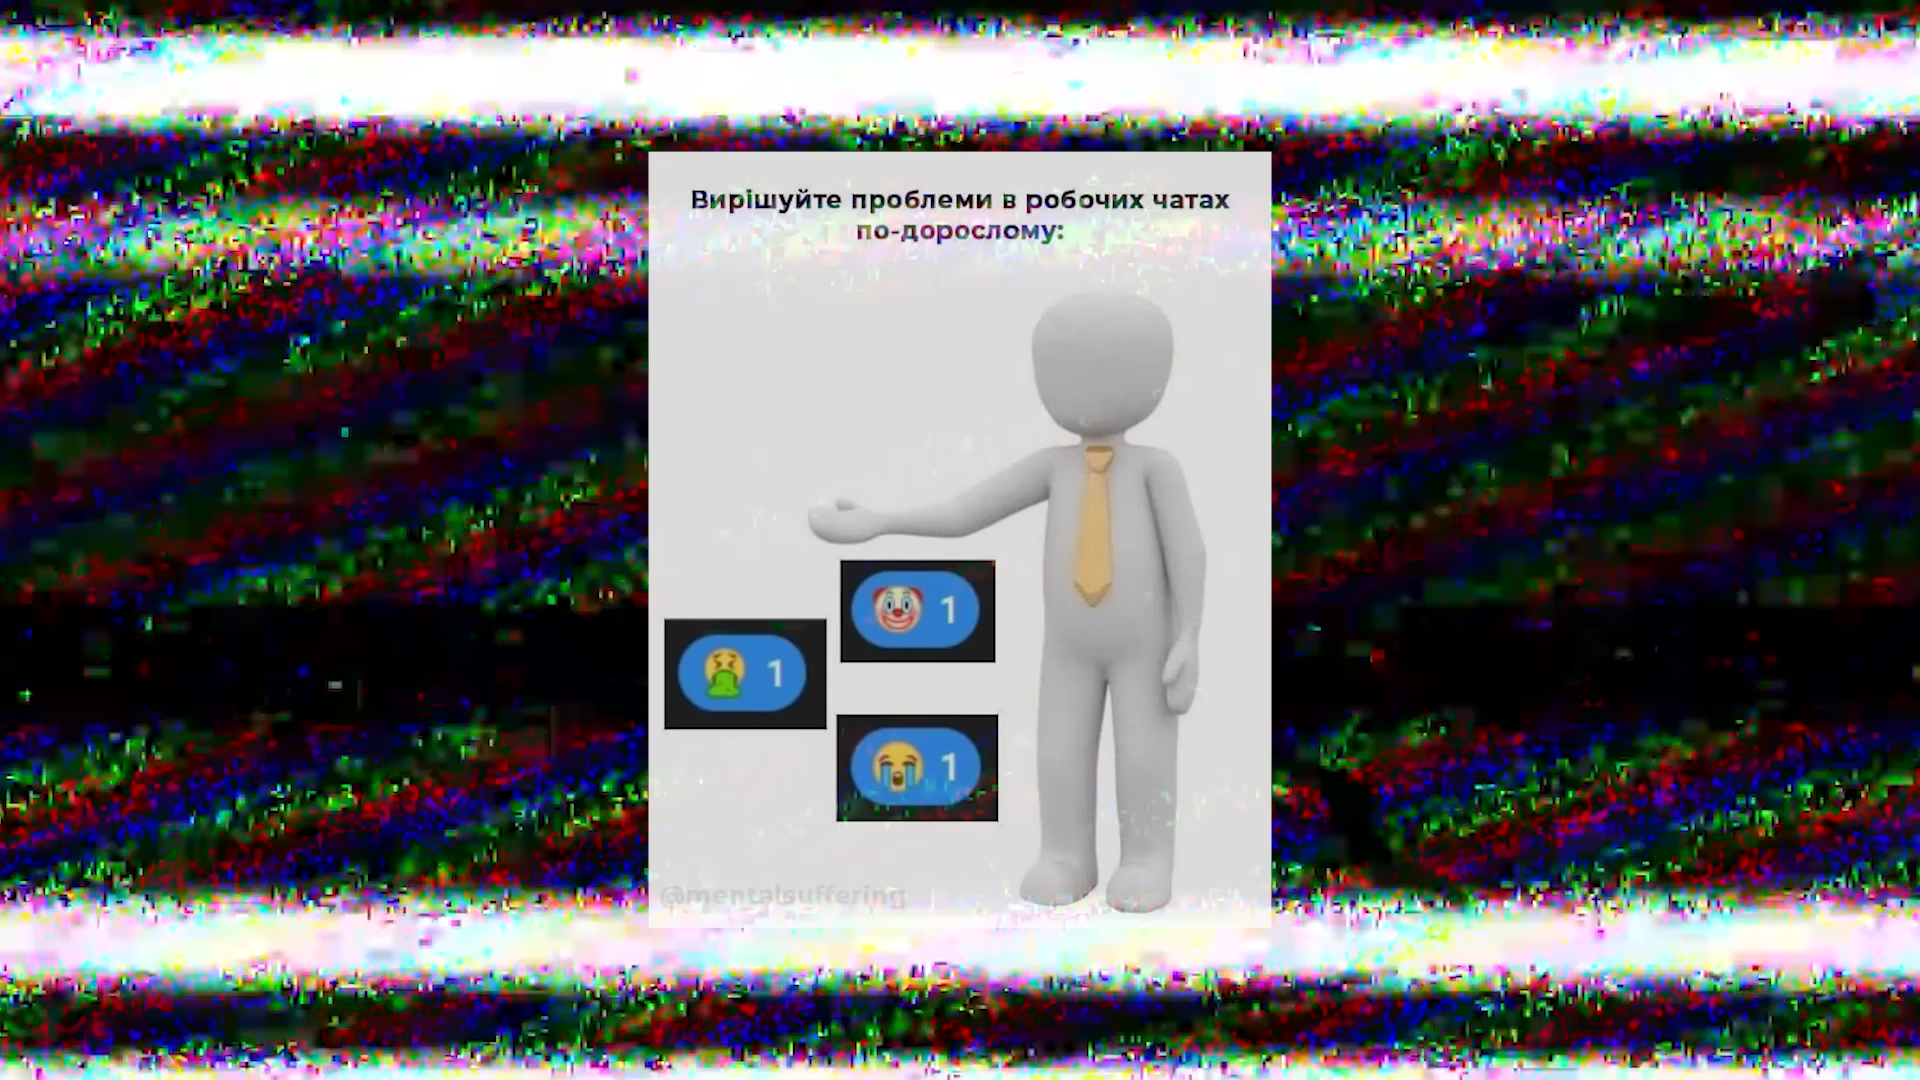 Вирішуйте проблеми в робочих чатах
по-дорослому:
1
1
1
@mentalsuffering